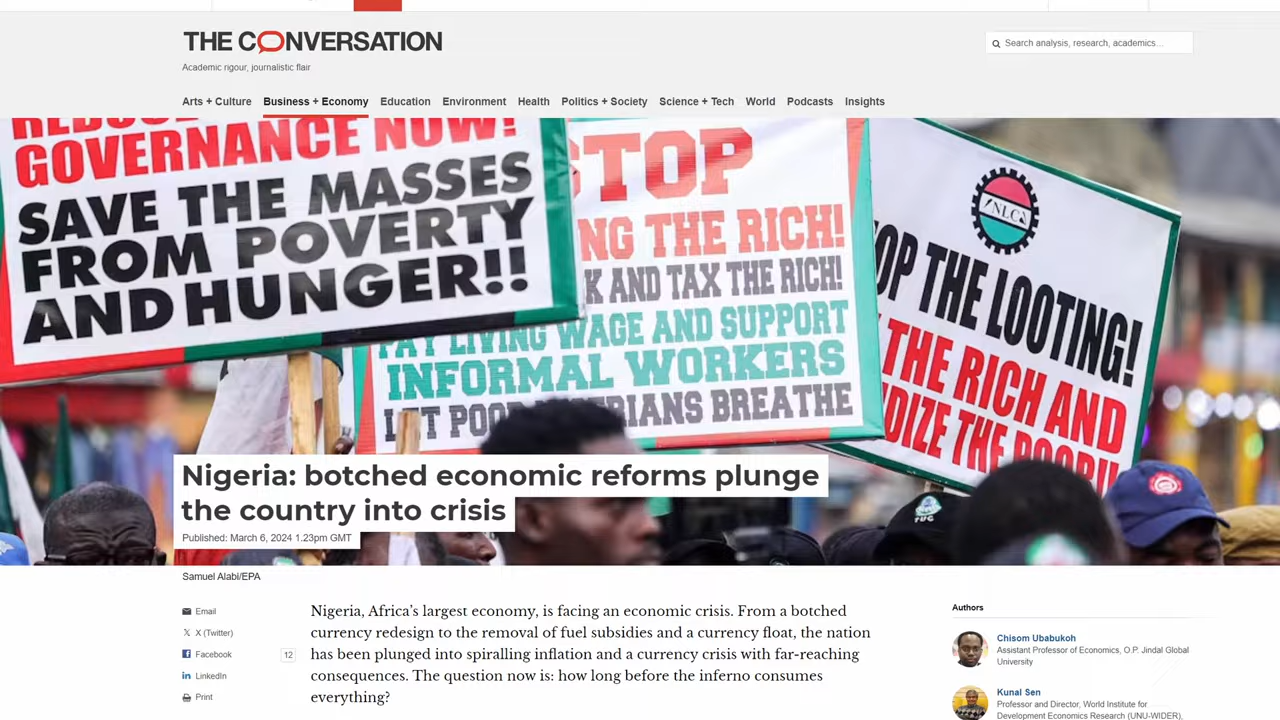 THE CONVERSATION
Search analysis, research, academics...
Academic rigour, journalistic flair
Arts + Culture Business + Economy Education Environment Health Politions + Society Science + Tech World Podcasts Insights
GOVERNANCE NOW!
SAVE THE MASSES
FROM POVERTY
AND HUNGER!!
STOP
THE RICH!
AND TAX THE RICH!
PAY LIVING WAGE AND SUPPORT
INFORMAL WORKERS
LET POOR BREATHE
NLC
THE LOOTING!
THE RICH AND
THE POOR!!
TUC
Nigeria: botched economic reforms plunge
the country into crisis
Published: March 6, 2024 1.23pm GMT
Samuel Alabi/EPA
Email
X (Twitter)
Facebook 12
LinkedIn
Print
Nigeria, Africa's largest economy, is facing an economic crisis. From a botched
currency redesign to the removal of fuel subsidies and a currency float, the nation
has been plunged into spiralling inflation and a currency crisis with far-reaching
consequences. The question now is: how long before the inferno consumes
everything?
Authors
Chisom Ubabukoh
Assistant Professor of Economics, O.P. Jindal Global
University
Kunal Sen
Professor and Director, World Institute for
Development Economics Research (UNU-WIDER),